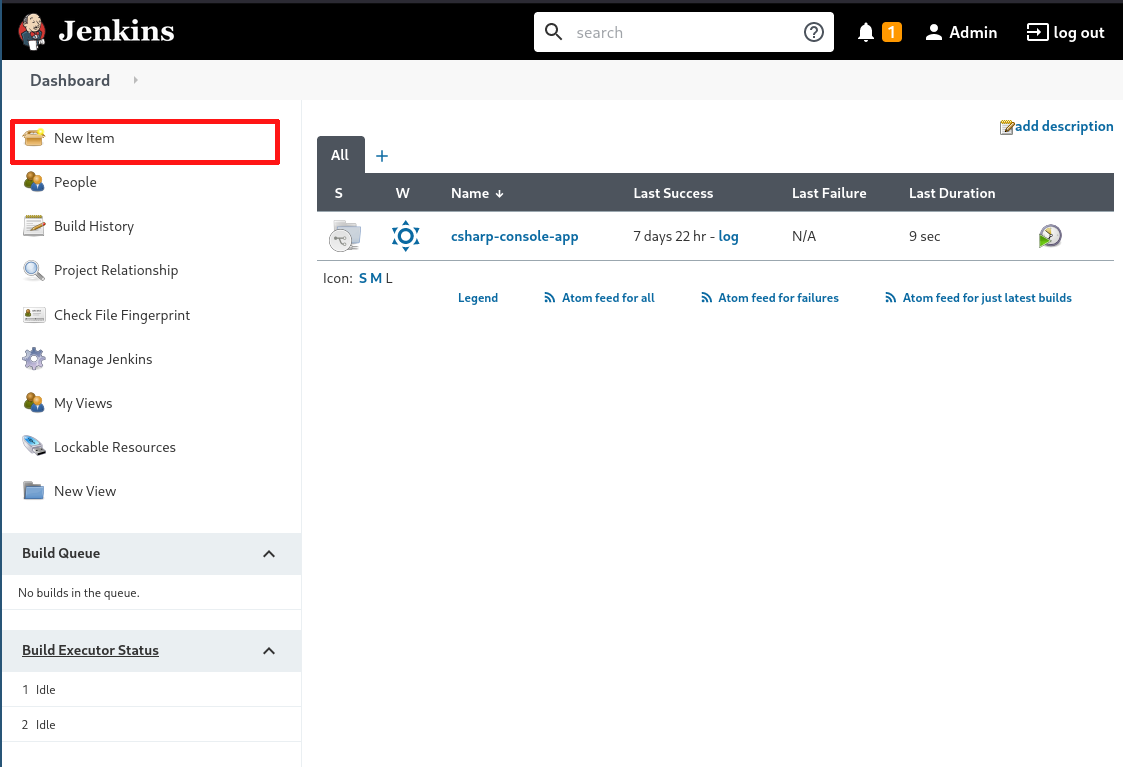 Jenkins
search
1
Admin
log out
Dashboard
New Item
People
Build History
Project Relationship
Check File Fingerprint
Manage Jenkins
My Views
Lockable Resources
New View
Build Queue
No builds in the queue.
Build Executor Status
1 Idle
2 Idle
add description
All +
S W Name ↓ Last Success Last Failure Last Duration
csharp-console-app 7 days 22 hr - log N/A 9 sec
Icon: S M L
Legend Atom feed for all Atom feed for failures Atom feed for just latest builds